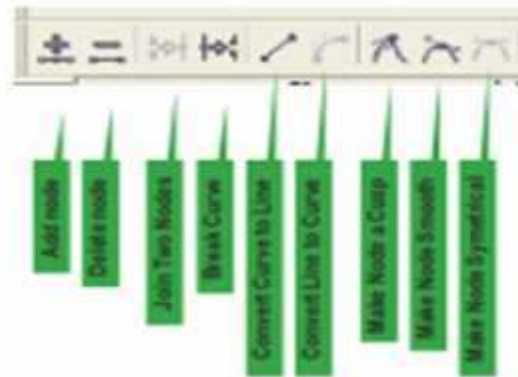 Add node
Delete node
Join Two Nodes
Break Curve
Convert Curve to Line
Convert Line to Curve
Make Node a Cusp
Make Node Smooth
Make Node Symetrical